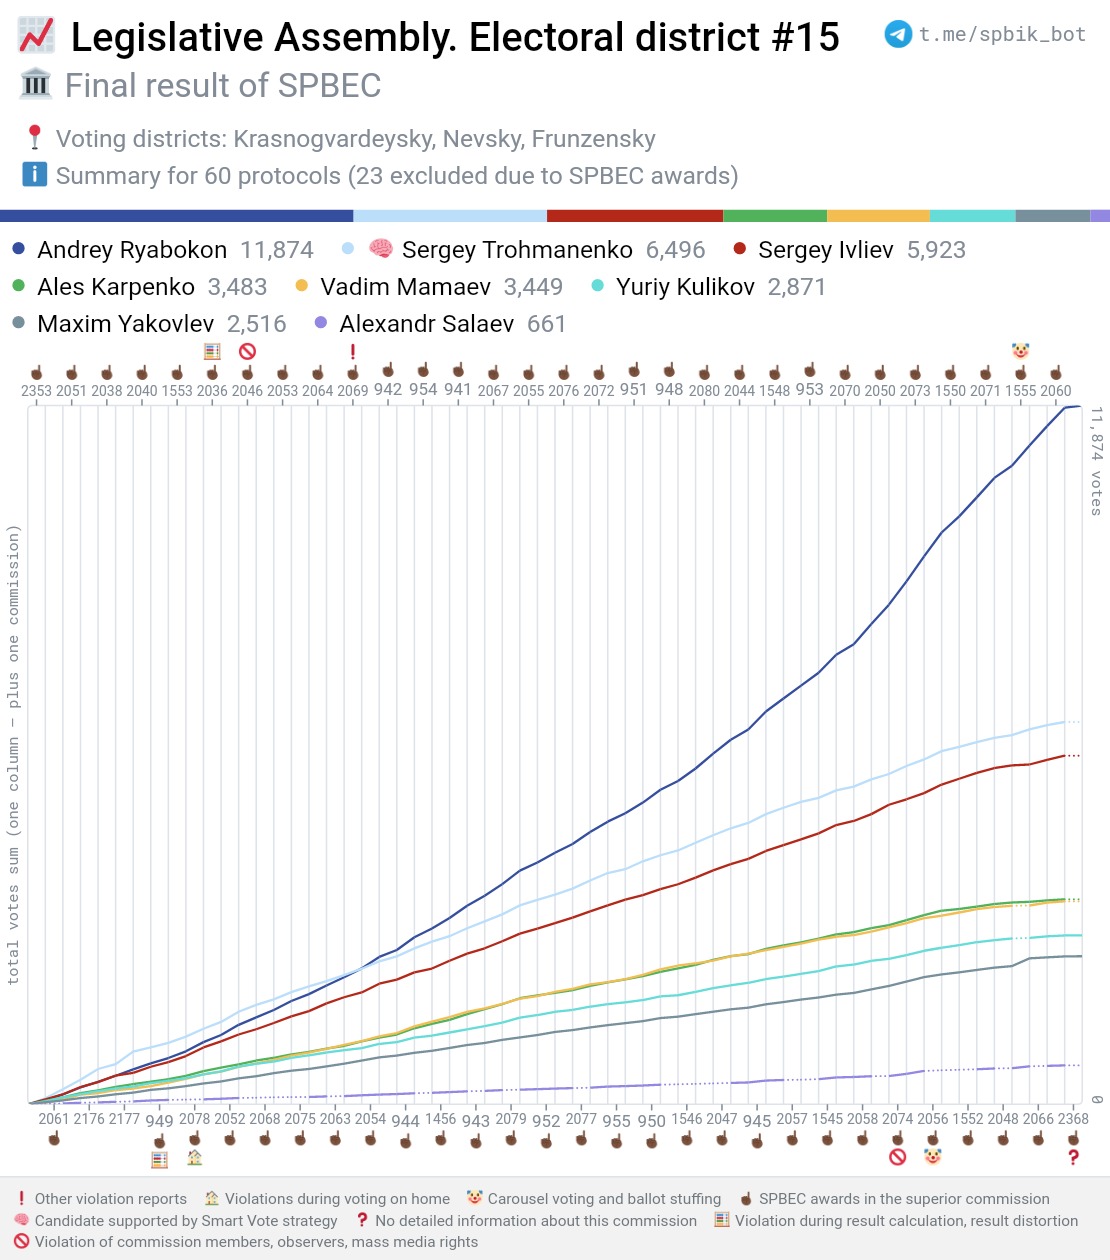 Legislative Assembly. Electoral district #15
t.me/spbik_bot
Final result of SPBEC
Voting districts: Krasnogvardeysky, Nevsky, Frunzensky
Summary for 60 protocols (23 excluded due to SPBEC awards)
Andrey Ryabokon 11,874 Sergey Trohmanenko 6,496 Sergey Ivliev 5,923
Ales Karpenko 3,483 Vadim Mamaev 3,449 Yuriy Kulikov 2,871
Maxim Yakovlev 2,516 Alexandr Salaev 661
2353 2051 2038 2040 1553 2036 2046 2053 2064 2069 942 954 941 2067 2055 2076 2072 951 948 2080 2044 1548 953 2070 2050 2073 1550 2071 1555 2060
11,874 votes
total votes sum (one column – plus one commission)
0
2061 2176 2177 949 2078 2052 2068 2075 2063 2054 944 1456 943 2079 952 2077 955 950 1546 2047 945 2057 1545 2058 2074 2056 1552 2048 2066 2368
Other violation reports Violations during voting on home Carousel voting and ballot stuffing SPBEC awards in the superior commission
Candidate supported by Smart Vote strategy No detailed information about this commission Violation during result calculation, result distortion
Violation of commission members, observers, mass media rights